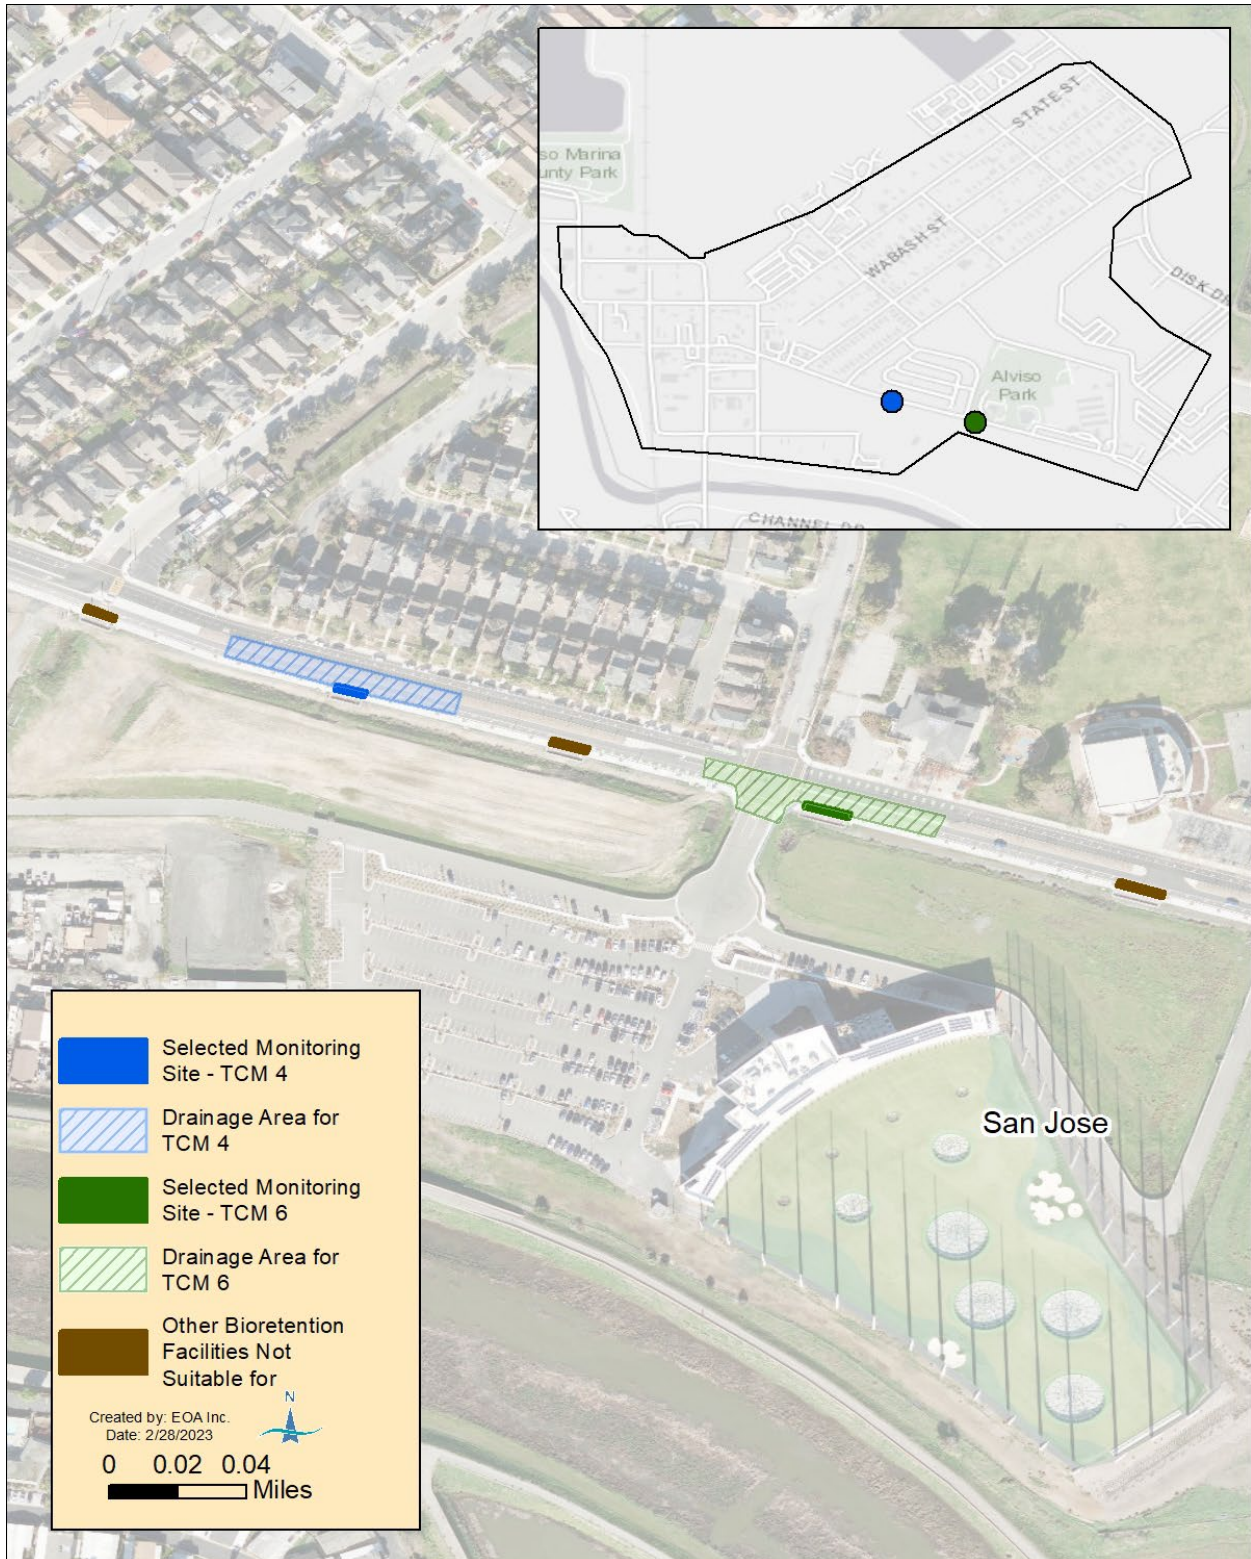 so Marina
unty Park
STATE ST
WABASH ST
DISK DR
Alviso
Park
CHANNEL DR
San Jose
Selected Monitoring
Site - TCM 4
Drainage Area for
TCM 4
Selected Monitoring
Site - TCM 6
Drainage Area for
TCM 6
Other Bioretention
Facilities Not
Suitable for
N
Created by: EOA Inc.
Date: 2/28/2023
0 0.02 0.04
Miles